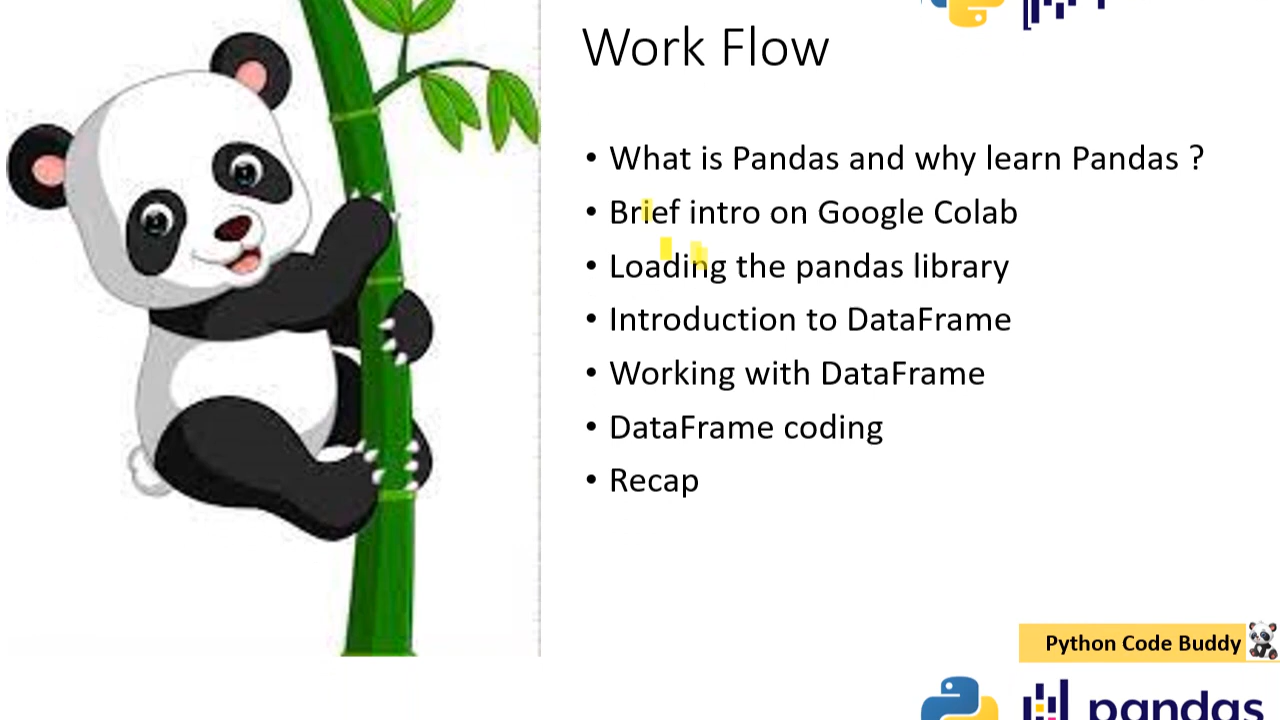 Work Flow
• What is Pandas and why learn Pandas ?
• Brief intro on Google Colab
• Loading the pandas library
• Introduction to DataFrame
• Working with DataFrame
• DataFrame coding
• Recap
Python Code Buddy
pandas